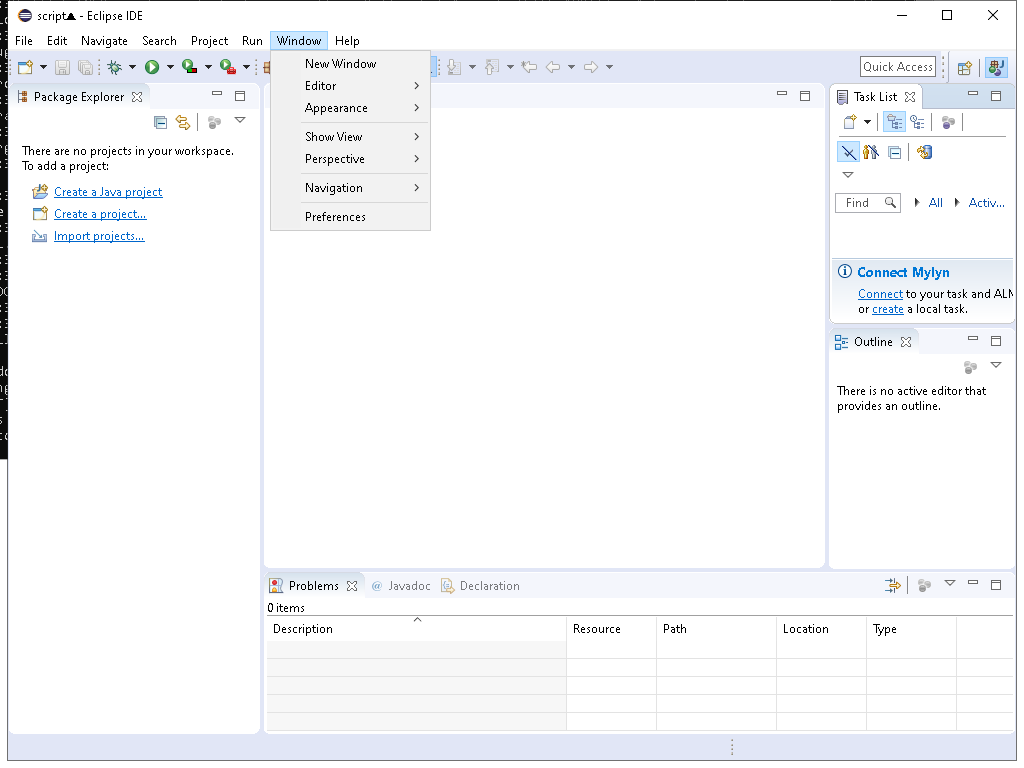 script▲ - Eclipse IDE
File Edit Navigate Search Project Run Window Help
Quick Access
New Window
Editor
Appearance
Show View
Perspective
Navigation
Preferences
Package Explorer
There are no projects in your workspace.
To add a project:
Create a Java project
Create a project...
Import projects...
Task List
Find All Activ...
Connect Mylyn
Connect to your task and ALM
or create a local task.
Outline
There is no active editor that
provides an outline.
Problems @ Javadoc Declaration
0 items
Description Resource Path Location Type